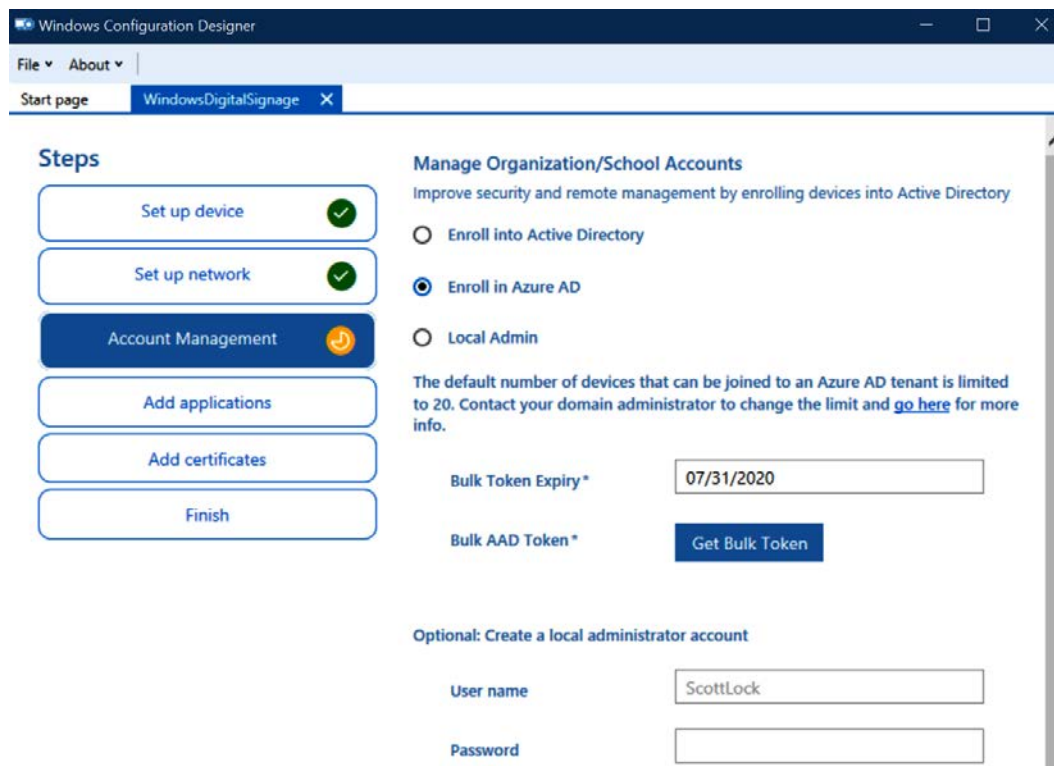 Windows Configuration Designer
File About
Start page WindowsDigitalSignage
Steps
Set up device
Set up network
Account Management
Add applications
Add certificates
Finish
Manage Organization/School Accounts
Improve security and remote management by enrolling devices into Active Directory
Enroll into Active Directory
Enroll in Azure AD
Local Admin
The default number of devices that can be joined to an Azure AD tenant is limited
to 20. Contact your domain administrator to change the limit and go here for more
info.
Bulk Token Expiry* 07/31/2020
Bulk AAD Token* Get Bulk Token
Optional: Create a local administrator account
User name ScottLock
Password